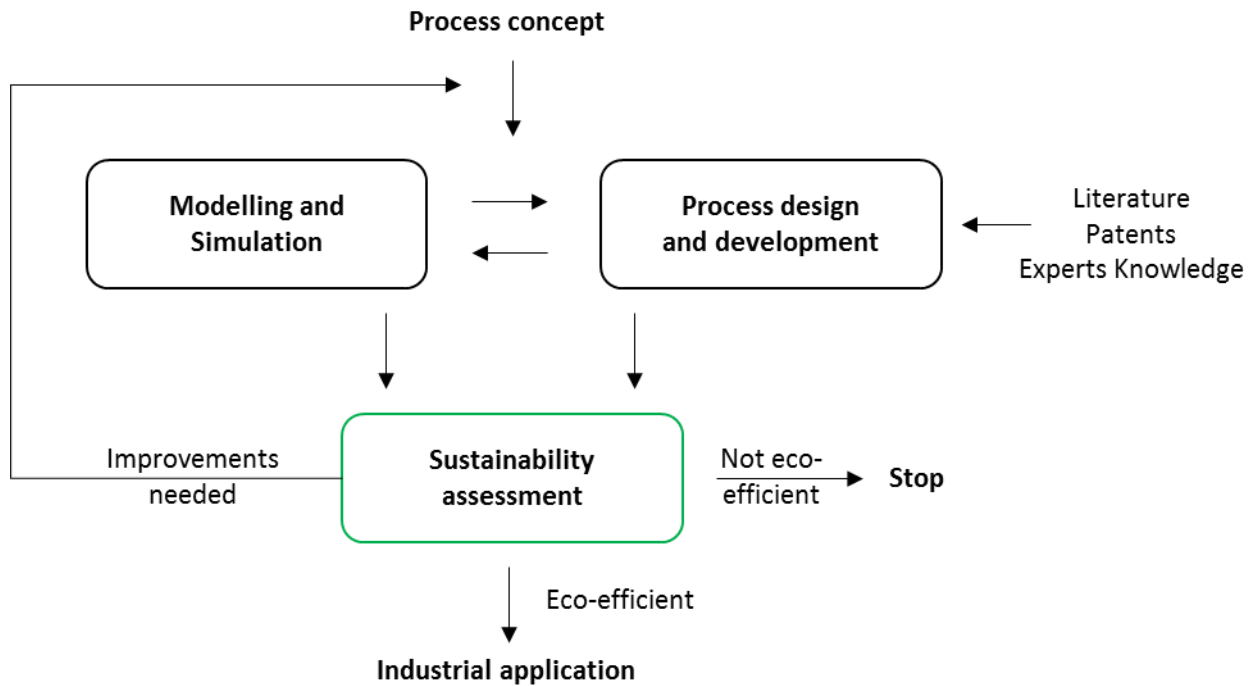 Process concept
Modelling and
Simulation
Process design
and development
Literature
Patents
Experts Knowledge
Improvements
needed
Sustainability
assessment
Not eco-
efficient
Stop
Eco-efficient
Industrial application